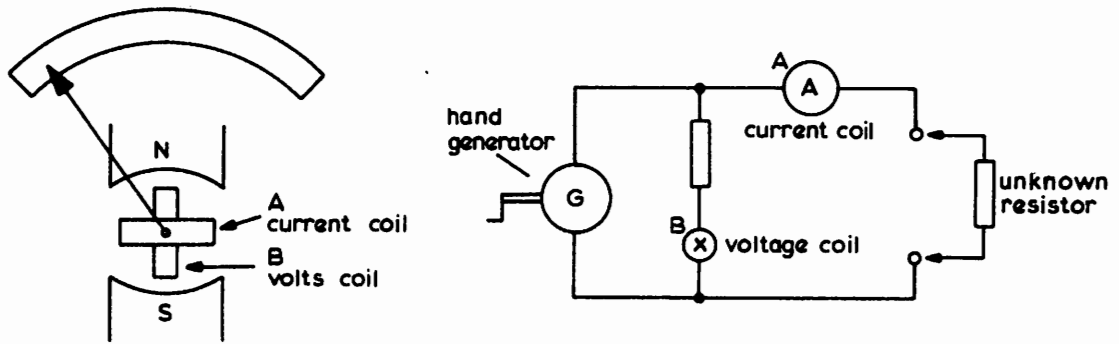 N
A
current coil
B
volts coil
S
hand
generator
G
A
A
current coil
B
X
voltage coil
unknown
resistor